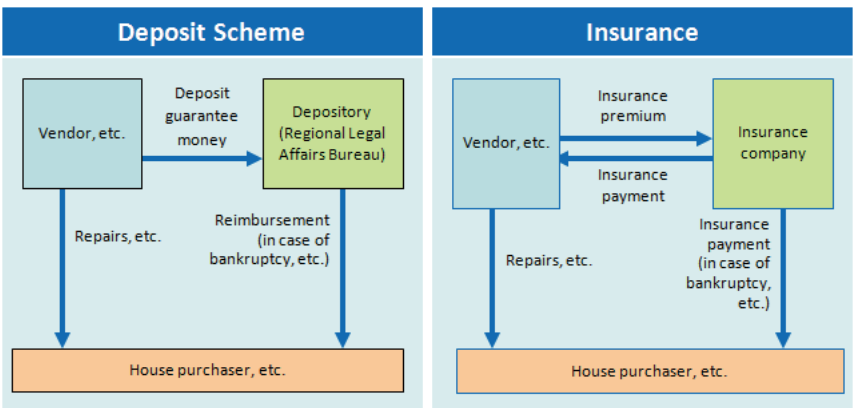 Deposit Scheme
Vendor, etc.
Deposit
guarantee
money
Depository
(Regional Legal
Affairs Bureau)
Repairs, etc.
Reimbursement
(in case of
bankruptcy, etc.)
House purchaser, etc.
Insurance
Vendor, etc.
Insurance
premium
Insurance
payment
Insurance
company
Repairs, etc.
Insurance
payment
(in case of
bankruptcy,
etc.)
House purchaser, etc.